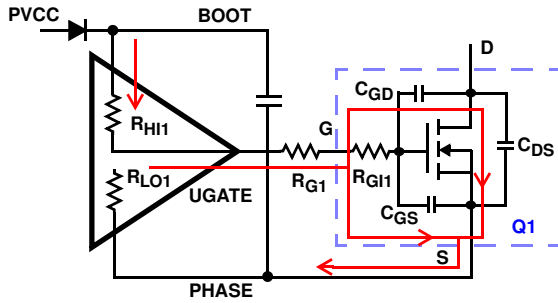 PVCC
BOOT
D
CGD
G
RHI1
CDS
RLO1
RG1
RGI1
UGATE
CGS
Q1
S
PHASE